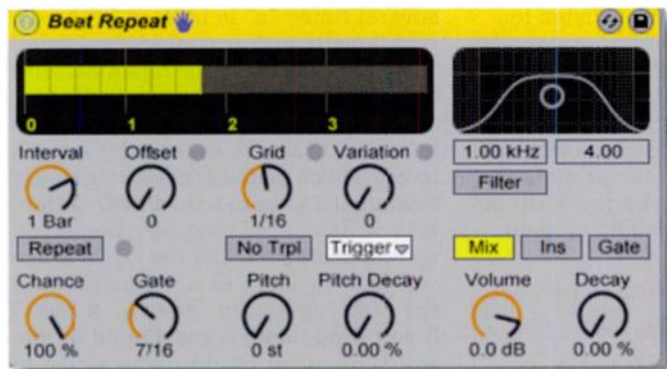 Beat Repeat
0 1 2 3
Interval Offset Grid Variation
1 Bar 0 1/16 0
1.00 kHz 4.00
Filter
Repeat No Trpl Trigger
Mix Ins Gate
Chance Gate Pitch Pitch Decay Volume Decay
100 % 7/16 0 st 0.00 % 0.0 dB 0.00 %